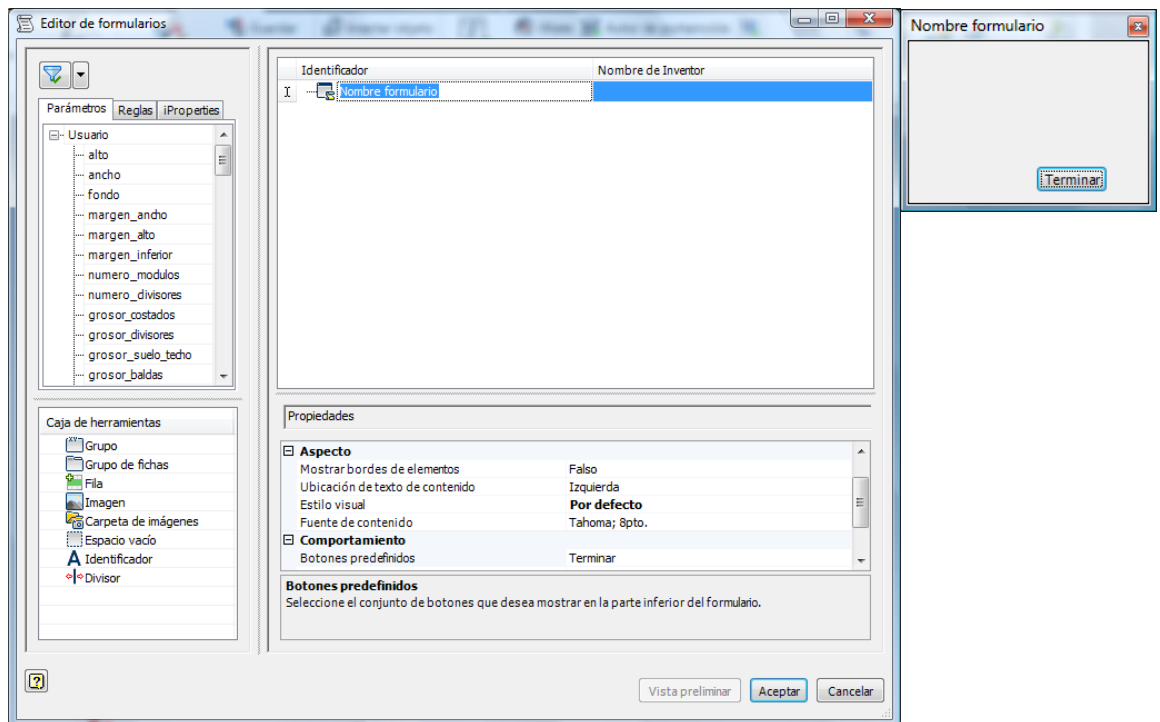 Editor de formularios
Parámetros Reglas iProperties
Usuario
alto
ancho
fondo
margen_ancho
margen_alto
margen_inferior
numero_modulos
numero_divisores
grosor_costados
grosor_divisores
grosor_suelo_techo
grosor_baldas
Caja de herramientas
Grupo
Grupo de fichas
Fila
Imagen
Carpeta de imágenes
Espacio vacío
A Identificador
Divisor
Identificador Nombre de Inventor
Nombre formulario
Propiedades
Aspecto
Mostrar bordes de elementos Falso
Ubicación de texto de contenido Izquierda
Estilo visual Por defecto
Fuente de contenido Tahoma; 8pto.
Comportamiento
Botones predefinidos Terminar
Botones predefinidos
Seleccione el conjunto de botones que desea mostrar en la parte inferior del formulario.
Vista preliminar Aceptar Cancelar
Nombre formulario
Terminar